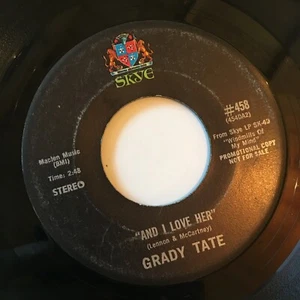 SKYE
#458
(454DA2)
Maclen Music
(BMI)
Time: 2:48
STEREO
From Skye LP SK-43
"Windmills Of
My Mind"
PROMOTIONAL COPY
NOT FOR SALE
"AND I LOVE HER"
(Lennon & McCartney)
GRADY TATE